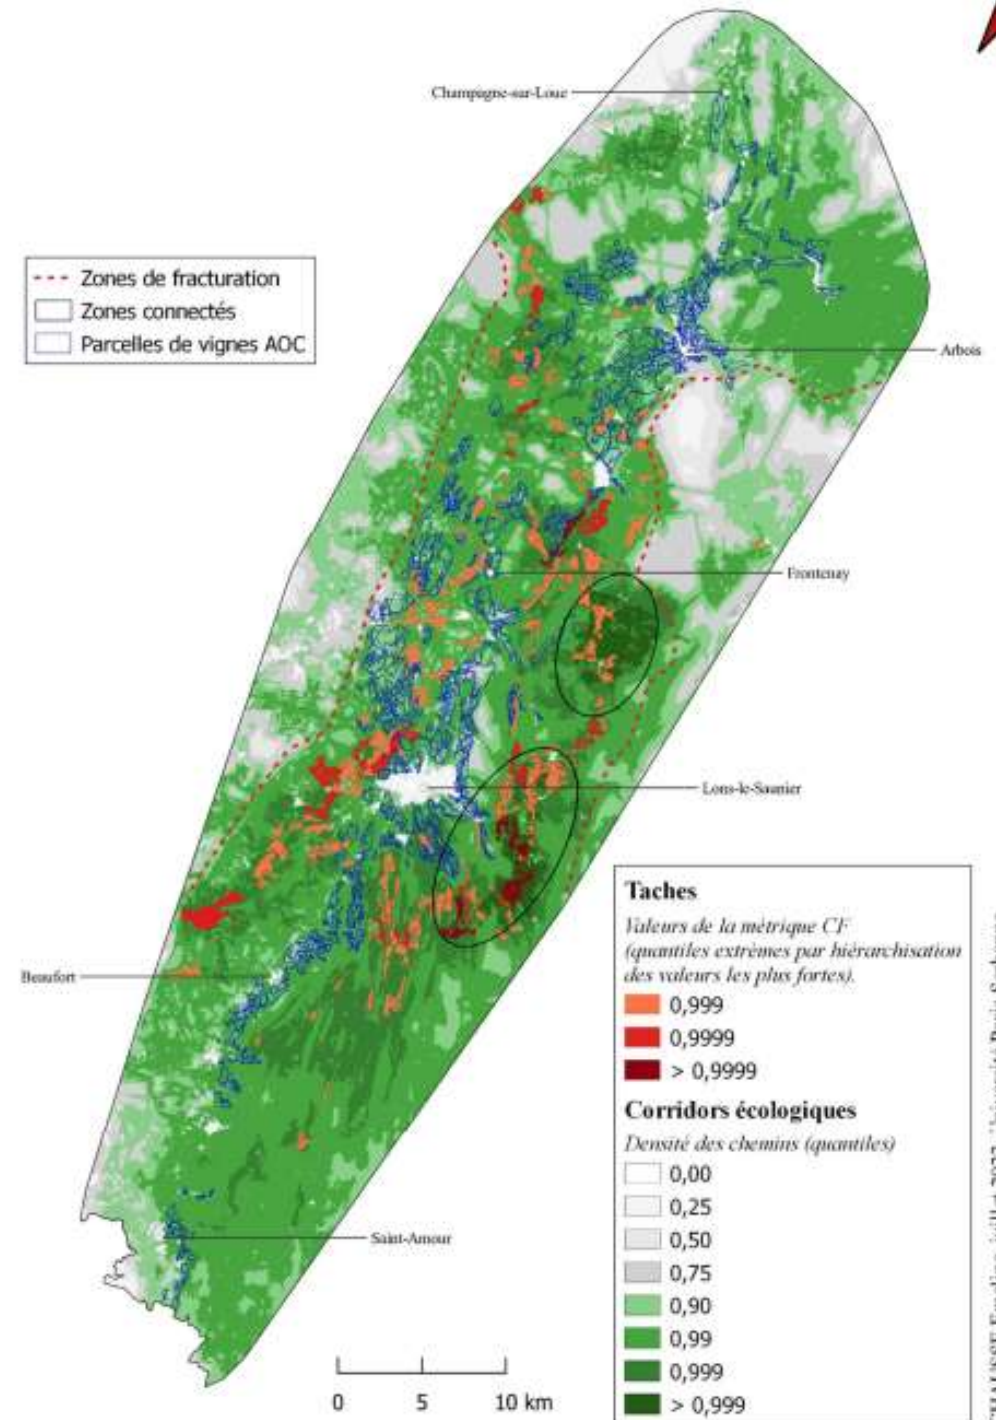 Champagne-sur-Loue
Zones de fracturation
Zones connectés
Parcelles de vignes AOC
Arbois
Frontenay
Lons-le-Saunier
Beaufort
Saint-Amour
0 5 10 km
Taches
Valeurs de la métrique CF
(quantiles extrêmes par hiérarchisation
des valeurs les plus fortes).
0,999
0,9999
> 0,9999
Corridors écologiques
Densité des chemins (quantiles)
0,00
0,25
0,50
0,75
0,90
0,99
0,999
> 0,999